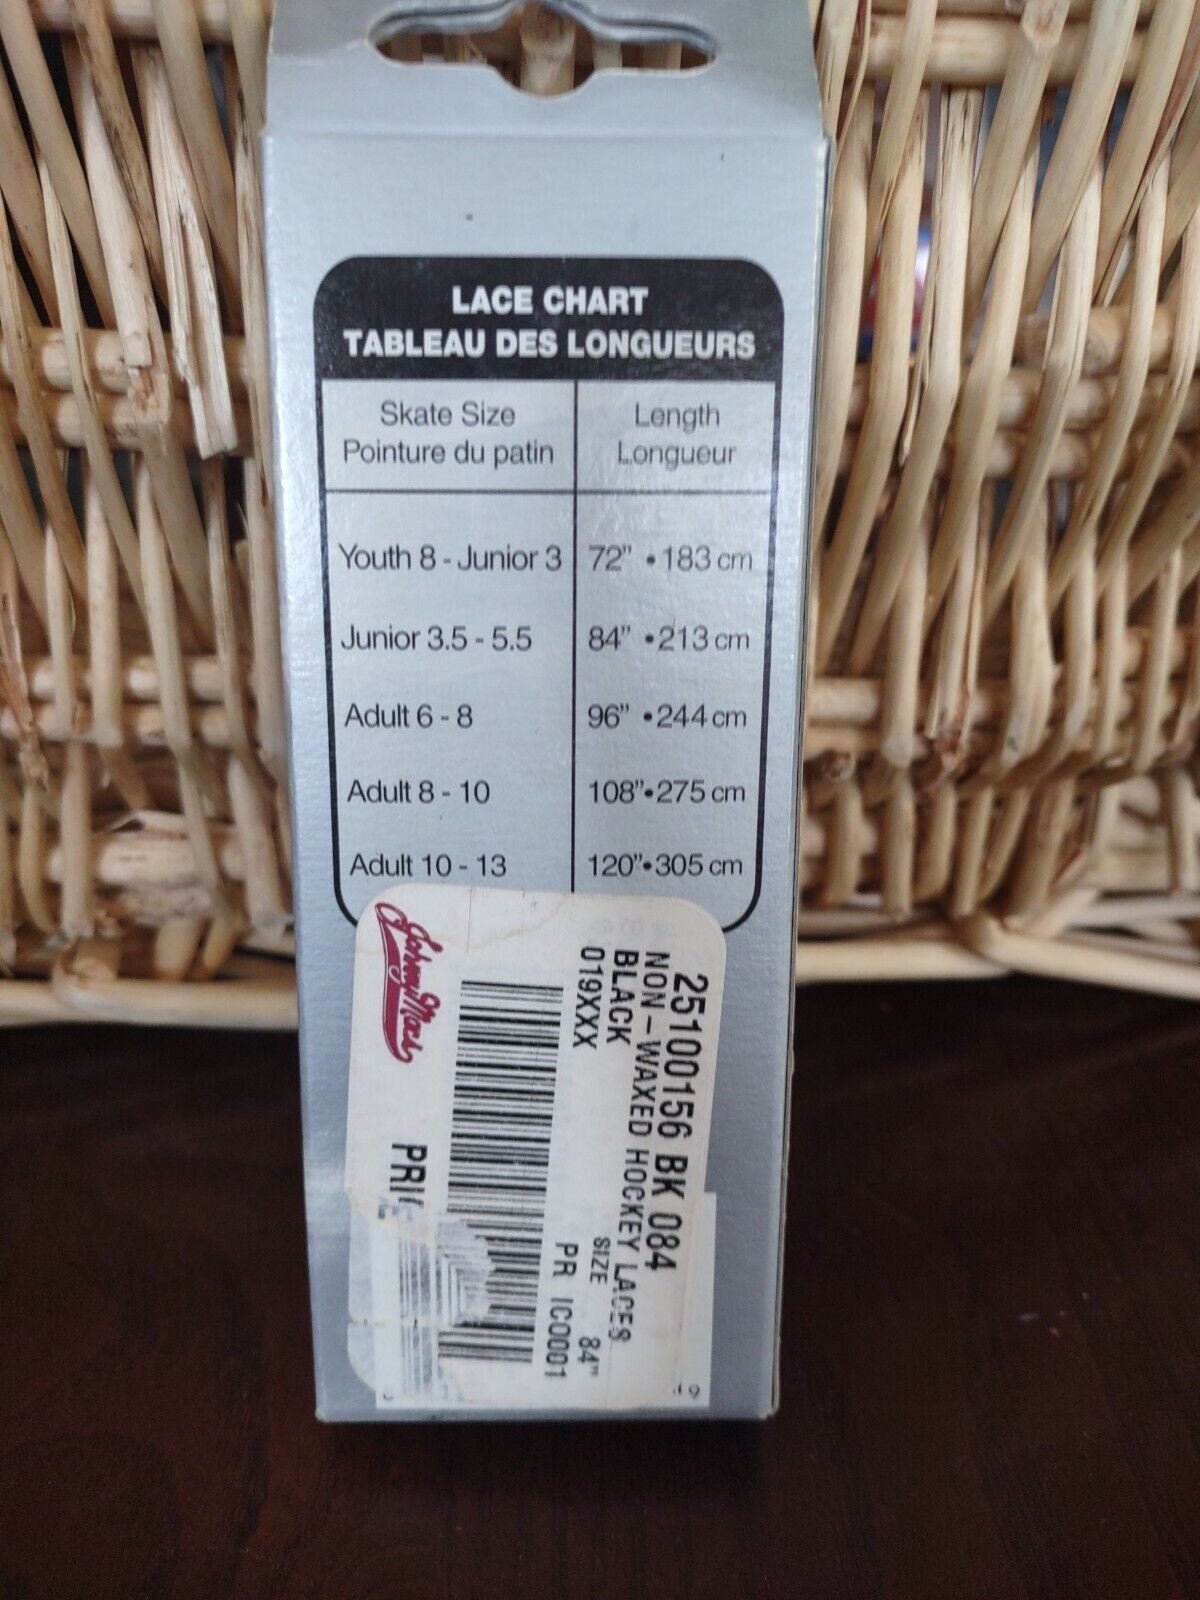 LACE CHART
TABLEAU DES LONGUEURS
Skate Size Length
Pointure du patin Longueur
Youth 8 - Junior 3 72" • 183 cm
Junior 3.5 - 5.5 84" • 213 cm
Adult 6 - 8 96" • 244 cm
Adult 8 - 10 108" • 275 cm
Adult 10 - 13 120" • 305 cm
Johnny Mac's
25100156 BK 084
NON-WAXED HOCKEY LACES
BLACK SIZE 84"
019XXX PR ICO001